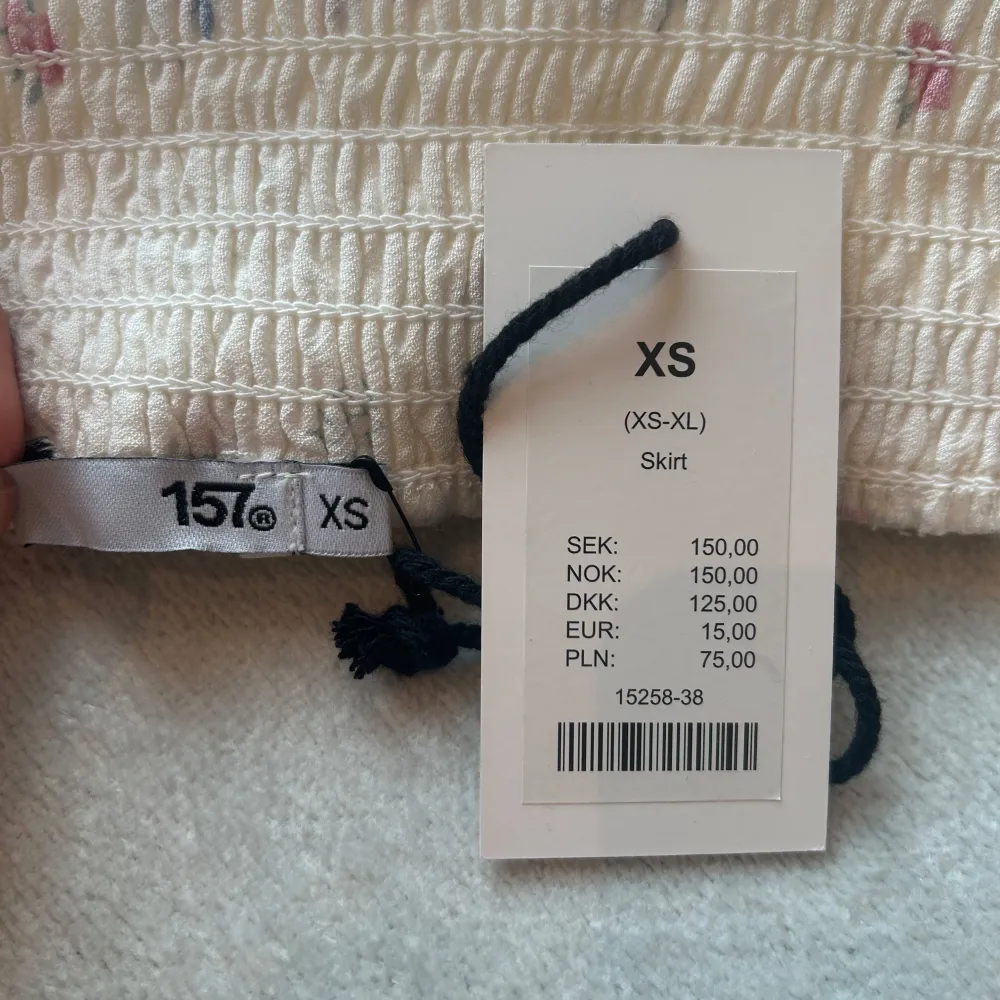 157®
XS
XS
(XS-XL)
Skirt
SEK: 150,00
NOK: 150,00
DKK: 125,00
EUR: 15,00
PLN: 75,00
15258-38